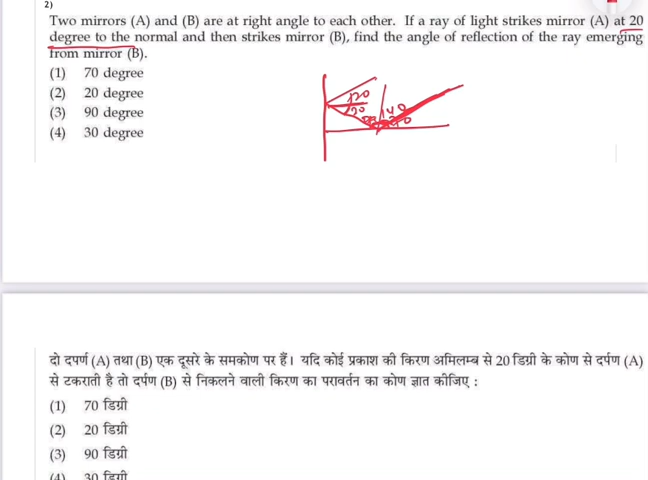 2)
Two mirrors (A) and (B) are at right angle to each other. If a ray of light strikes mirror (A) at 20
degree to the normal and then strikes mirror (B), find the angle of reflection of the ray emerging
from mirror (B).
(1) 70 degree
(2) 20 degree
(3) 90 degree
(4) 30 degree
दो दपर्ण (A) तथा (B) एक दूसरे के समकोण पर हैं। यदि कोई प्रकाश की किरण अमिलम्ब से 20 डिग्री के कोण से दर्पण (A)
से टकराती है तो दर्पण (B) से निकलने वाली किरण का परावर्तन का कोण ज्ञात कीजिए :
(1) 70 डिग्री
(2) 20 डिग्री
(3) 90 डिग्री
(4) 30 डिग्री